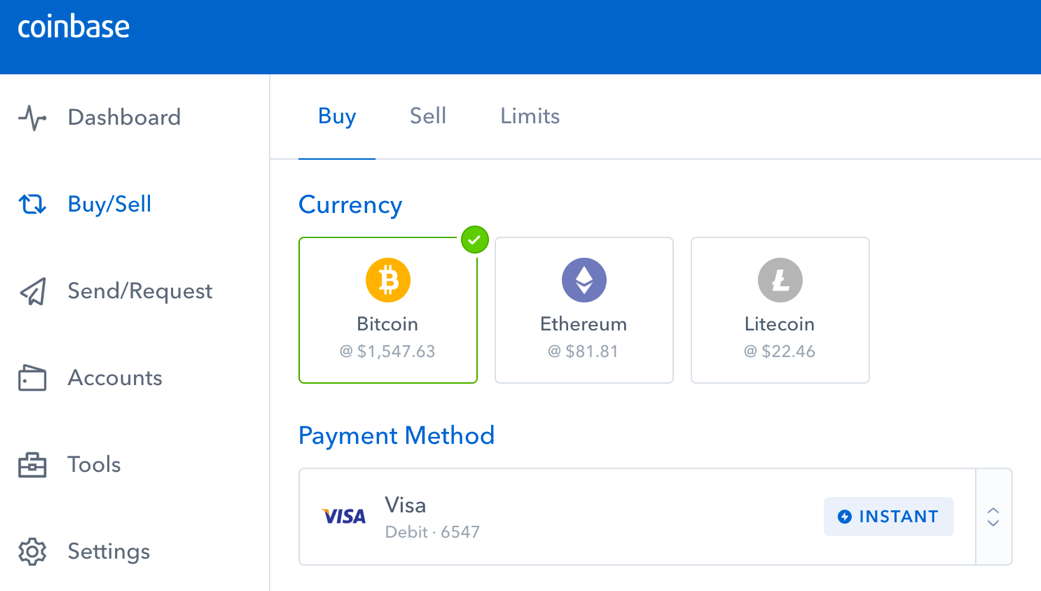 coinbase
Dashboard
Buy/Sell
Send/Request
Accounts
Tools
Settings
Buy Sell Limits
Currency
Bitcoin
@ $1,547.63
Ethereum
@ $81.81
Litecoin
@ $22.46
Payment Method
VISA
Visa
Debit · 6547
INSTANT